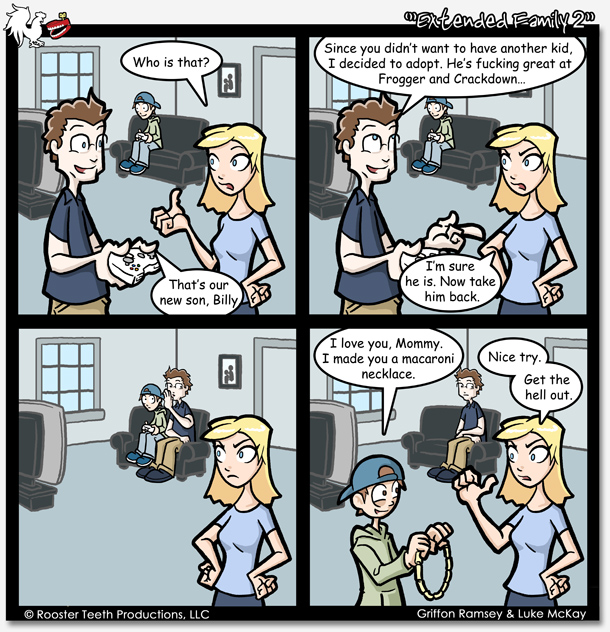 "'Extended Family 2"
Who is that?
That's our
new son, Billy
Since you didn't want to have another kid,
I decided to adopt. He's fucking great at
Frogger and Crackdown...
I'm sure
he is. Now take
him back.
I love you, Mommy.
I made you a macaroni
necklace.
Nice try.
Get the
hell out.
© Rooster Teeth Productions, LLC
Griffon Ramsey & Luke McKay